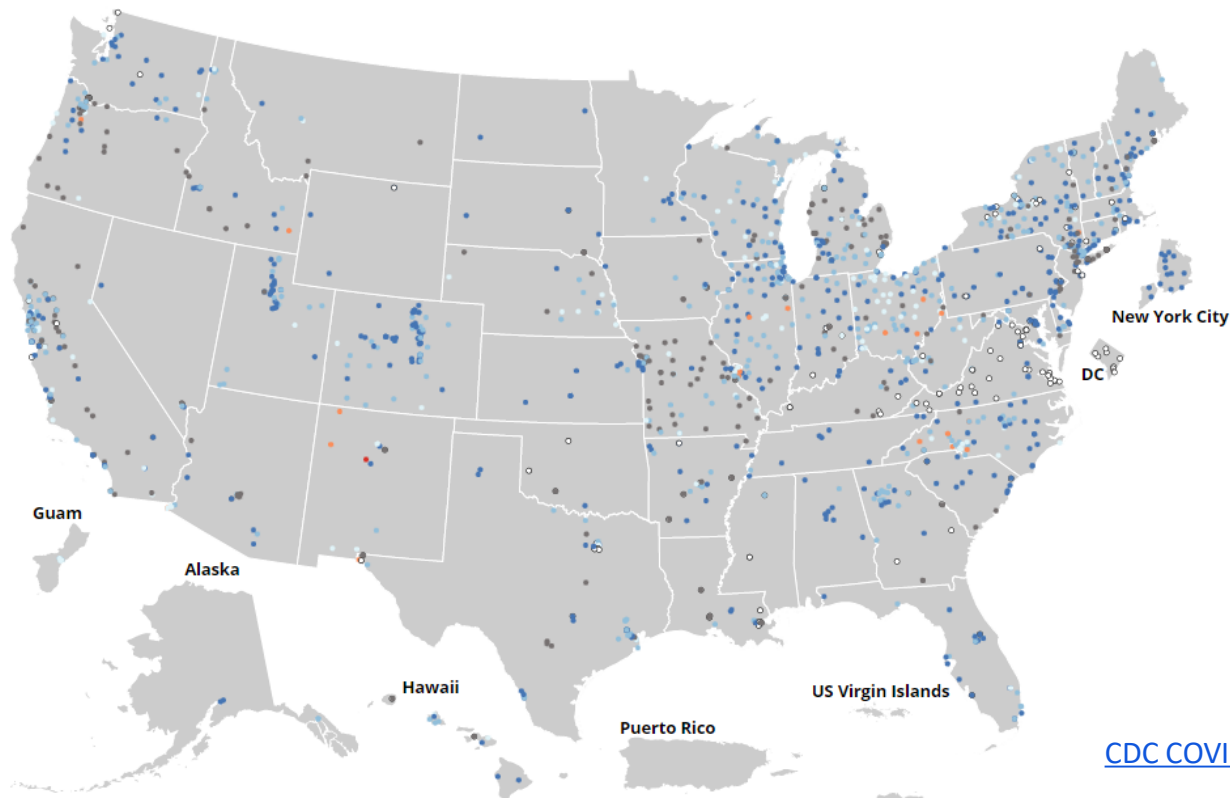 New York City
DC
Guam
Alaska
Hawaii
US Virgin Islands
Puerto Rico
CDC COVI